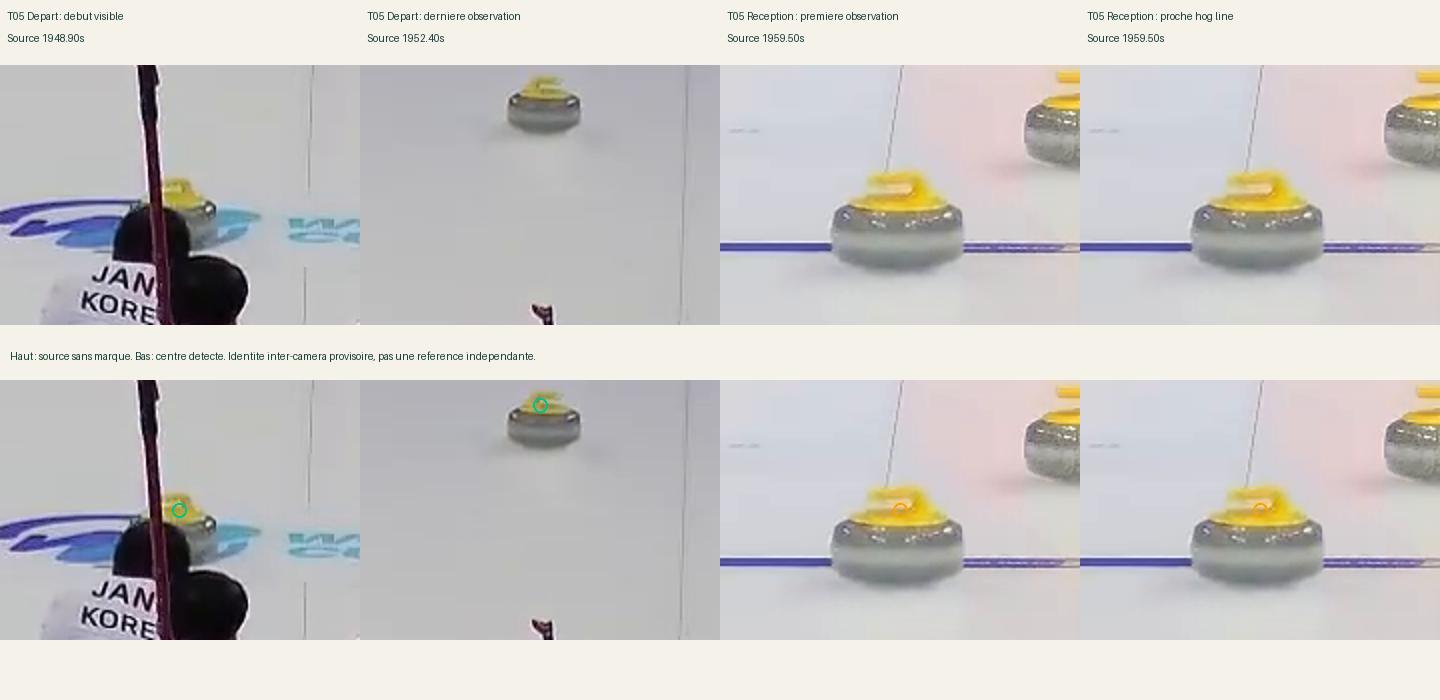 T05 Depart : debut visible
Source 1948.90s
T05 Depart : derniere observation
Source 1952.40s
T05 Reception : premiere observation
Source 1959.50s
T05 Reception : proche hog line
Source 1959.50s
JAN
KORE
Haut : source sans marque. Bas : centre detecte. Identite inter-camera provisoire, pas une reference independante.
JAN
KORE